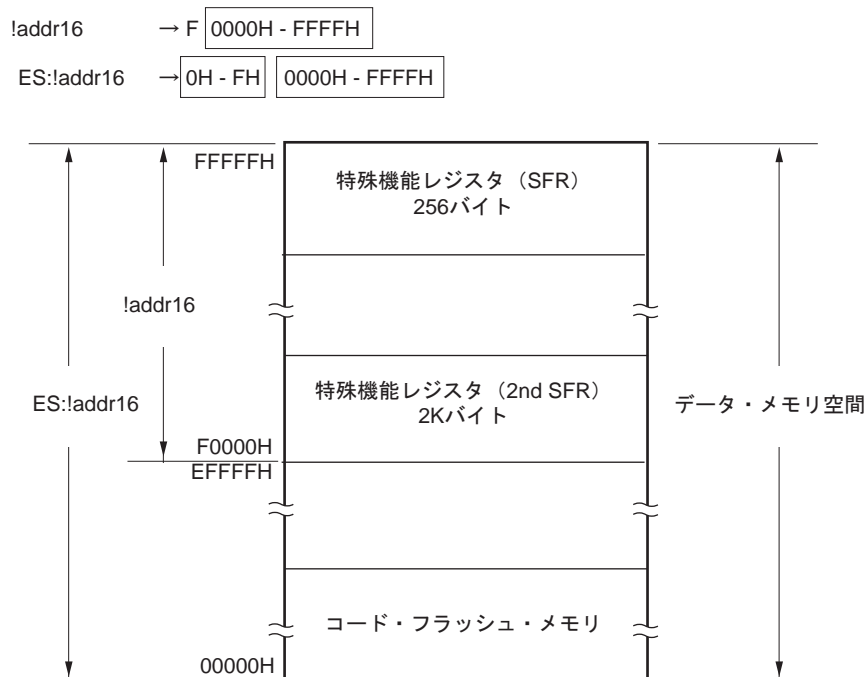 !addr16 → F 0000H - FFFFH
ES:!addr16 → 0H - FH 0000H - FFFFH
FFFFFH
特殊機能レジスタ（SFR）
256バイト
!addr16
特殊機能レジスタ（2nd SFR）
2Kバイト
ES:!addr16
データ・メモリ空間
F0000H
EFFFFH
コード・フラッシュ・メモリ
00000H